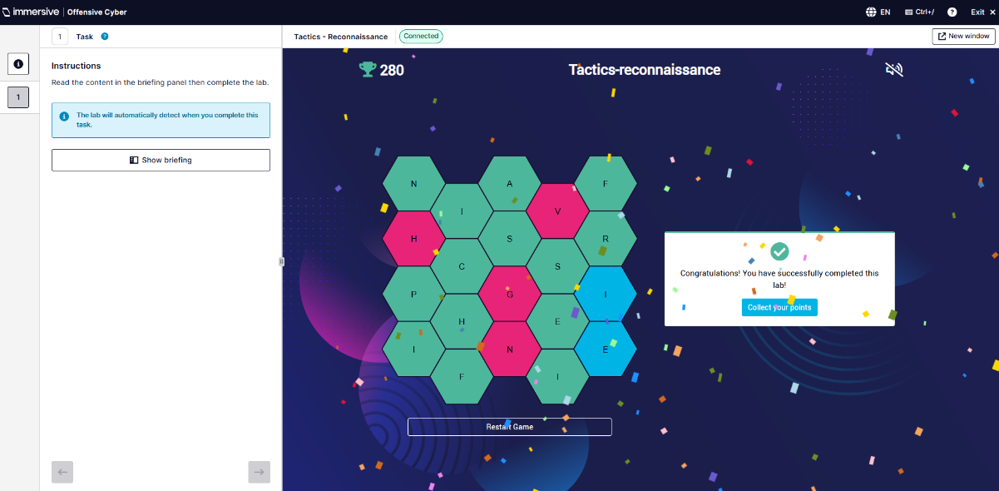 immersive | Offensive Cyber
EN
Ctrl+/
?
Exit ×
1
Task ?
Tactics - Reconnaissance
Connected
New window
Instructions
Read the content in the briefing panel then complete the lab.
The lab will automatically detect when you complete this
task.
Show briefing
1
280
Tactics-reconnaissance
N
A
F
I
V
H
S
R
C
S
P
G
I
H
E
I
N
E
F
I
Congratulations! You have successfully completed this
lab!
Collect your points
Restart Game